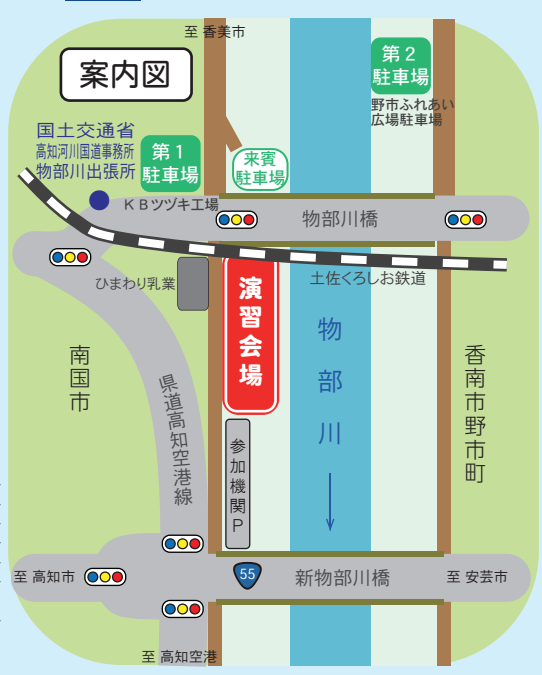 至 香美市
案内図
第2
駐車場
野市ふれあい
広場駐車場
国土交通省
高知河川国道事務所
物部川出張所
第1
駐車場
来賓
駐車場
KBツヅキ工場
物部川橋
ひまわり乳業
土佐くろしお鉄道
演習会場
物部川
南国市
香南市野市町
県道高知空港線
参加機関P
至 高知市
55
新物部川橋
至 安芸市
至 高知空港